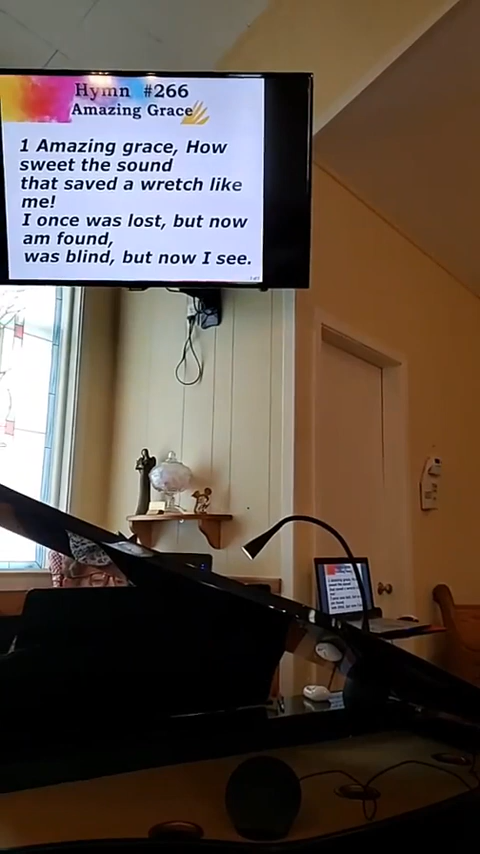 Hymn #266
Amazing Grace
1 Amazing grace, How
sweet the sound
that saved a wretch like
me!
I once was lost, but now
am found,
was blind, but now I see.